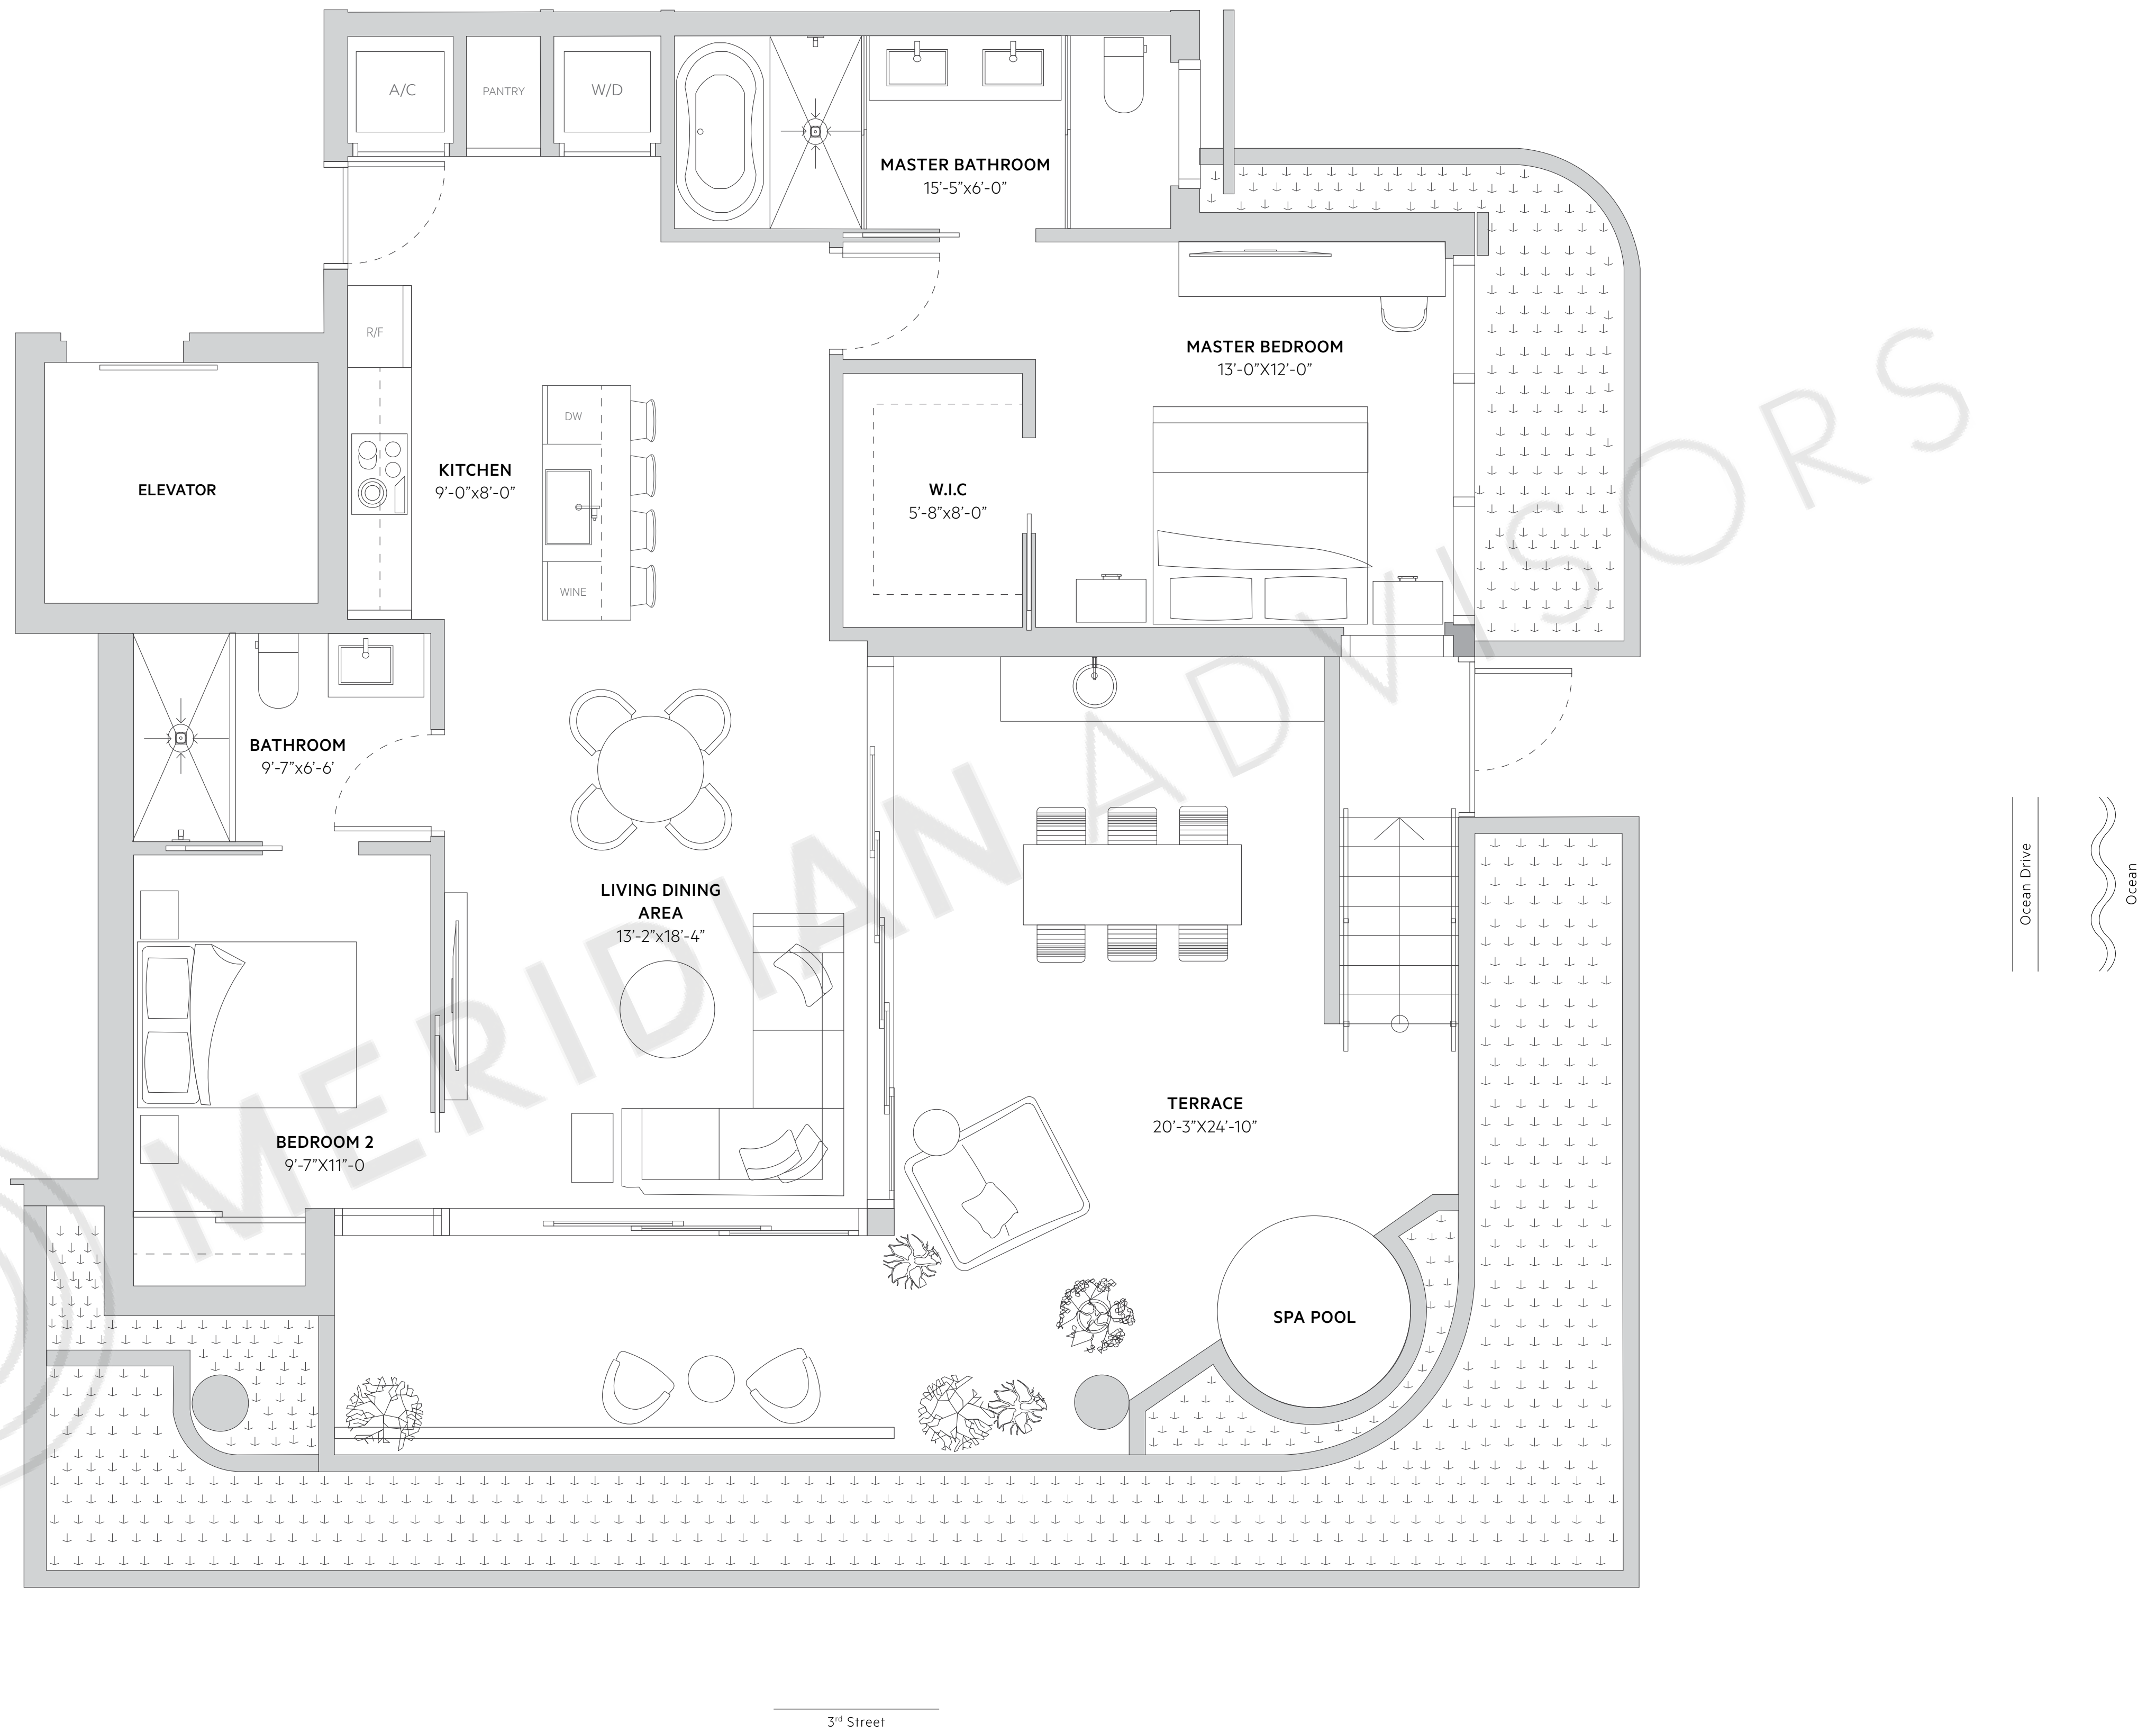 A/C
PANTRY
W/D
MASTER BATHROOM
15'-5”x6'-0”
R/F
MASTER BEDROOM
13'-0”X12'-0”
DW
KITCHEN
9'-0”x8'-0”
ELEVATOR
W.I.C
5'-8”x8'-0”
WINE
BATHROOM
9'-7”x6'-6'
LIVING DINING
AREA
13'-2”x18'-4”
Ocean Drive
Ocean
TERRACE
20'-3”X24'-10”
BEDROOM 2
9'-7”X11”-0
SPA POOL
MERIDIAN ADVISORS
3rd Street